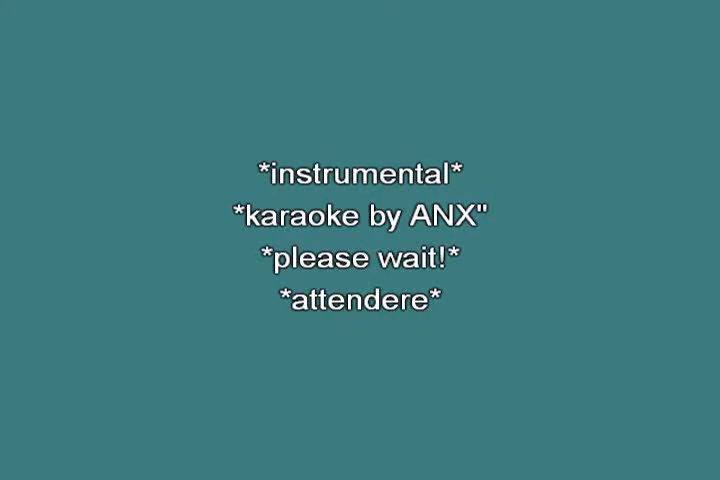 *instrumental*
*karaoke by ANX"
*please wait!*
*attendere*